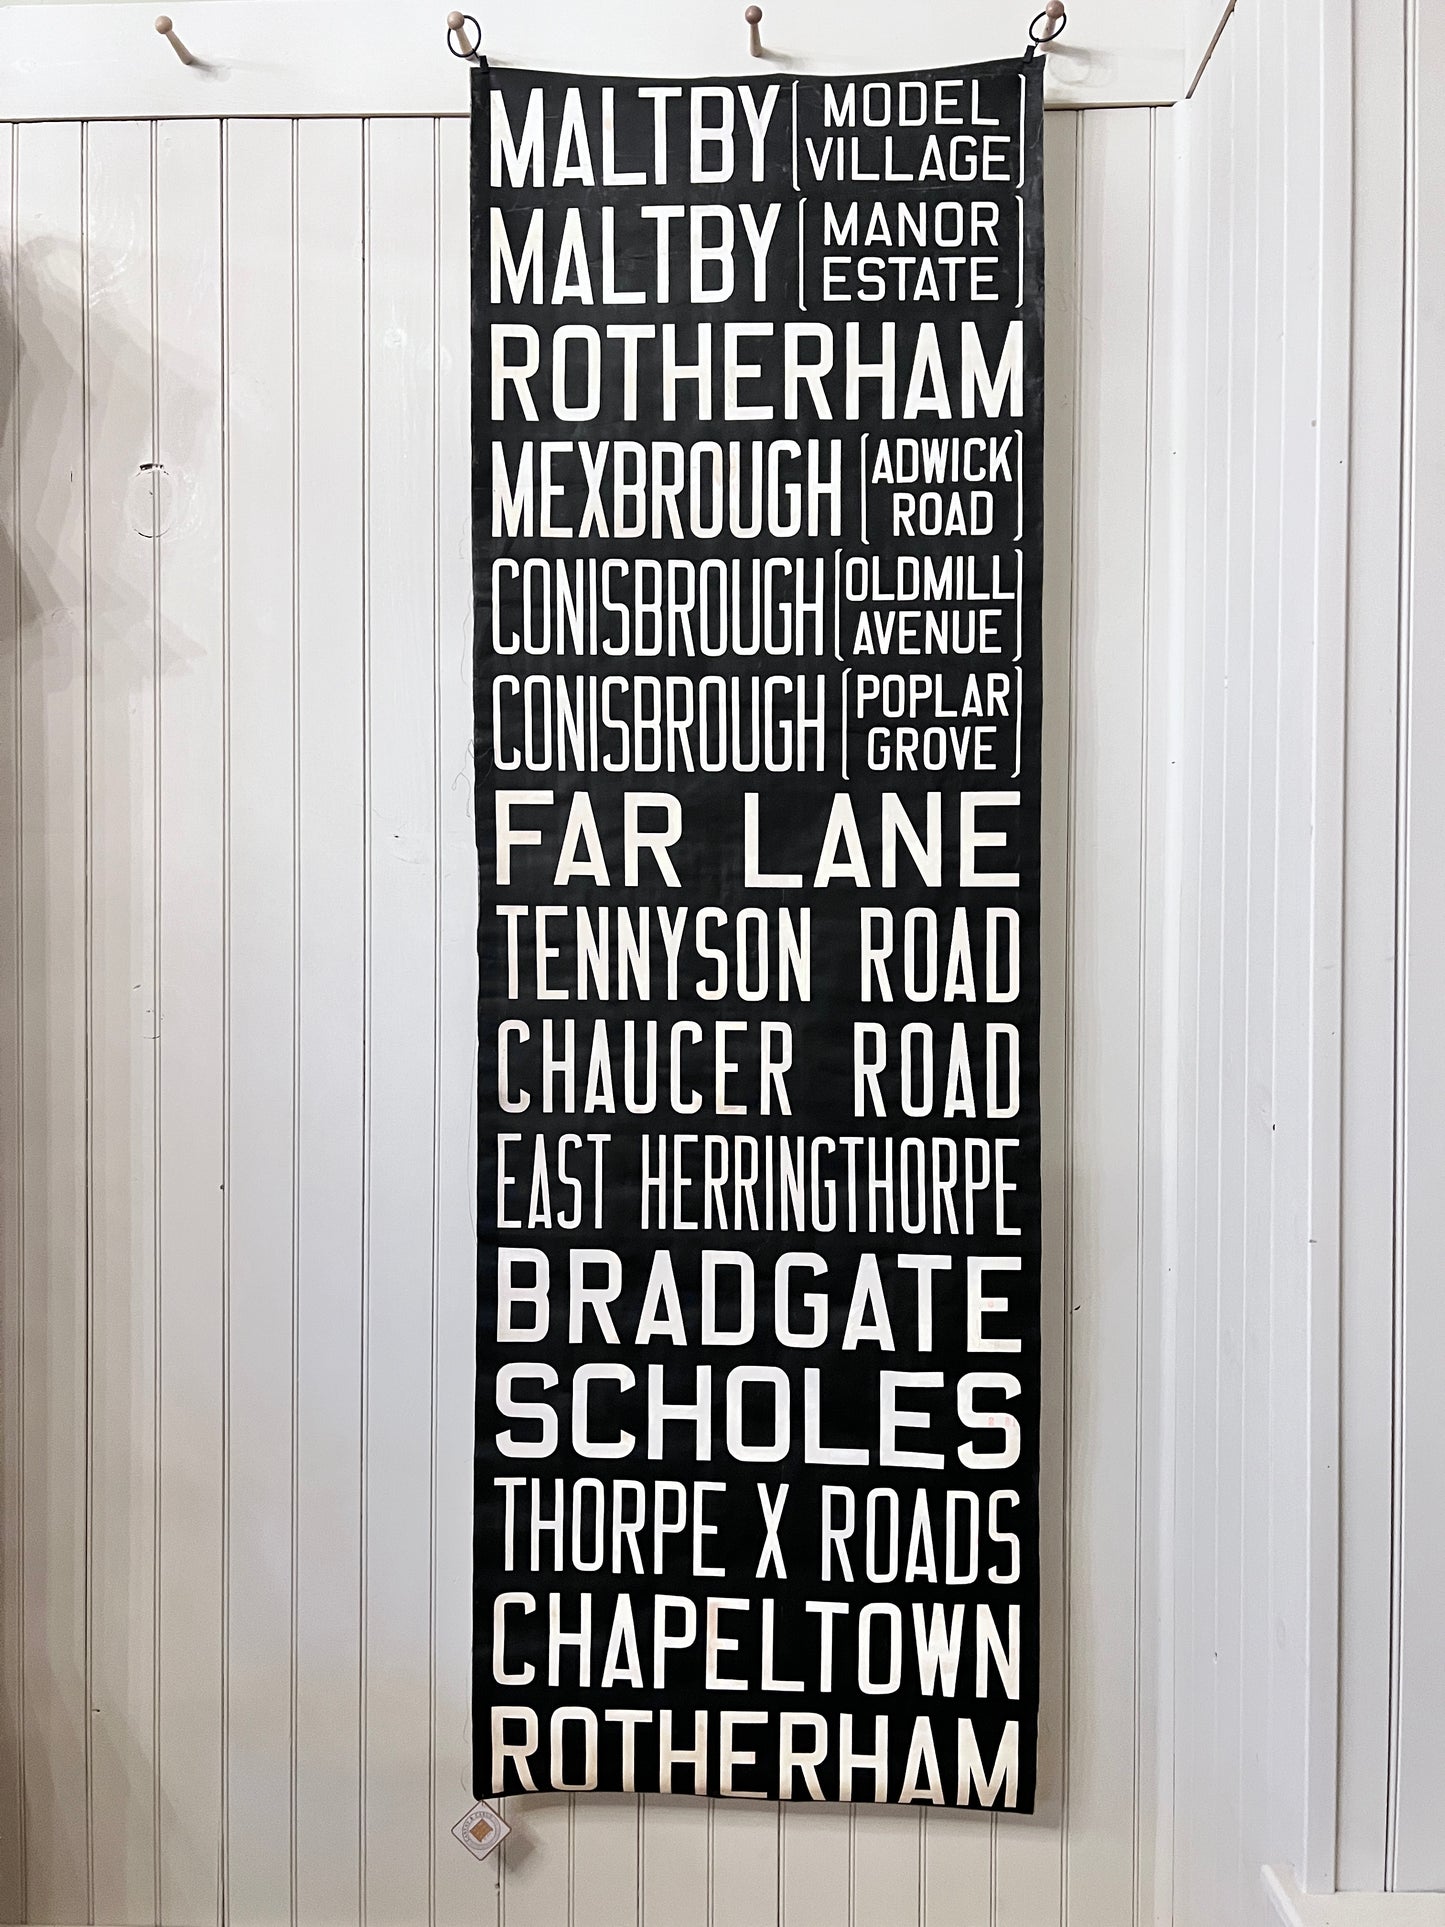 MALTBY (MODEL VILLAGE)
MALTBY (MANOR ESTATE)
ROTHERHAM
MEXBROUGH (ADWICK ROAD)
CONISBROUGH (OLDMILL AVENUE)
CONISBROUGH (POPLAR GROVE)
FAR LANE
TENNYSON ROAD
CHAUCER ROAD
EAST HERRINGTHORPE
BRADGATE
SCHOLES
THORPE X ROADS
CHAPELTOWN
ROTHERHAM